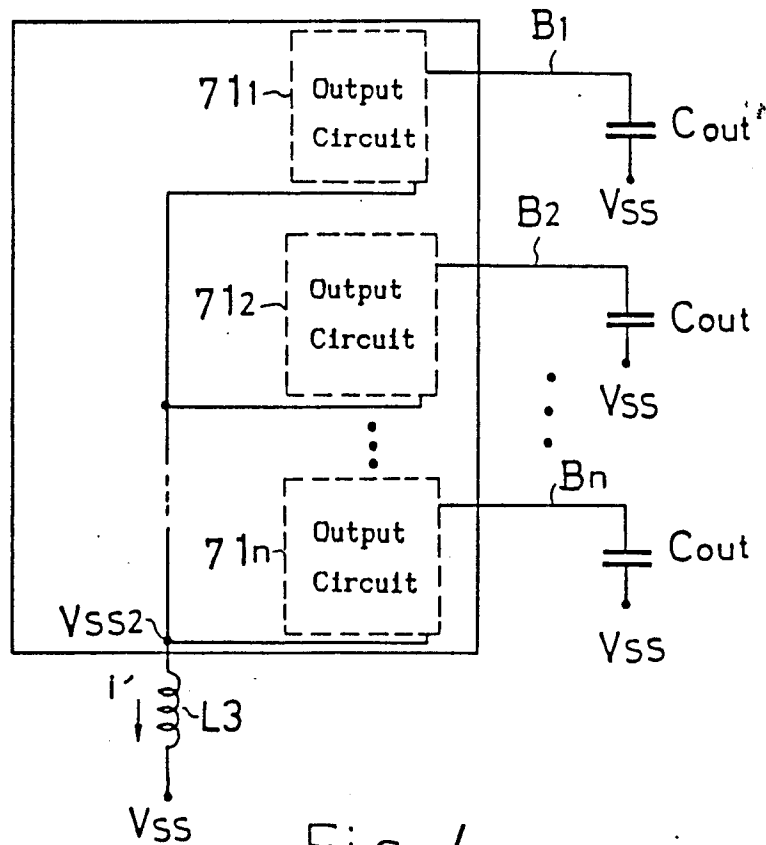 B1
711
Output
Circuit
Cout
VSS
B2
712
Output
Circuit
Cout
VSS
Bn
71n
Output
Circuit
Cout
VSS
VSS2
i'
L3
VSS